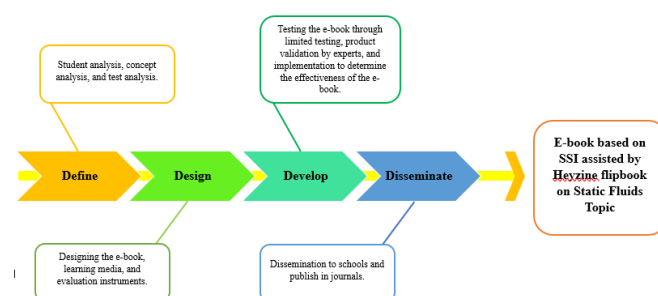 Testing the e-book through
limited testing, product
validation by experts, and
implementation to determine
the effectiveness of the e-
book.
Student analysis, concept
analysis, and test analysis.
Define
Design
Develop
Disseminate
E-book based on
SSI assisted by
Heyzine flipbook
on Static Fluids
Topic
Designing the e-book,
learning media, and
evaluation instruments.
Dissemination to schools and
publish in journals.